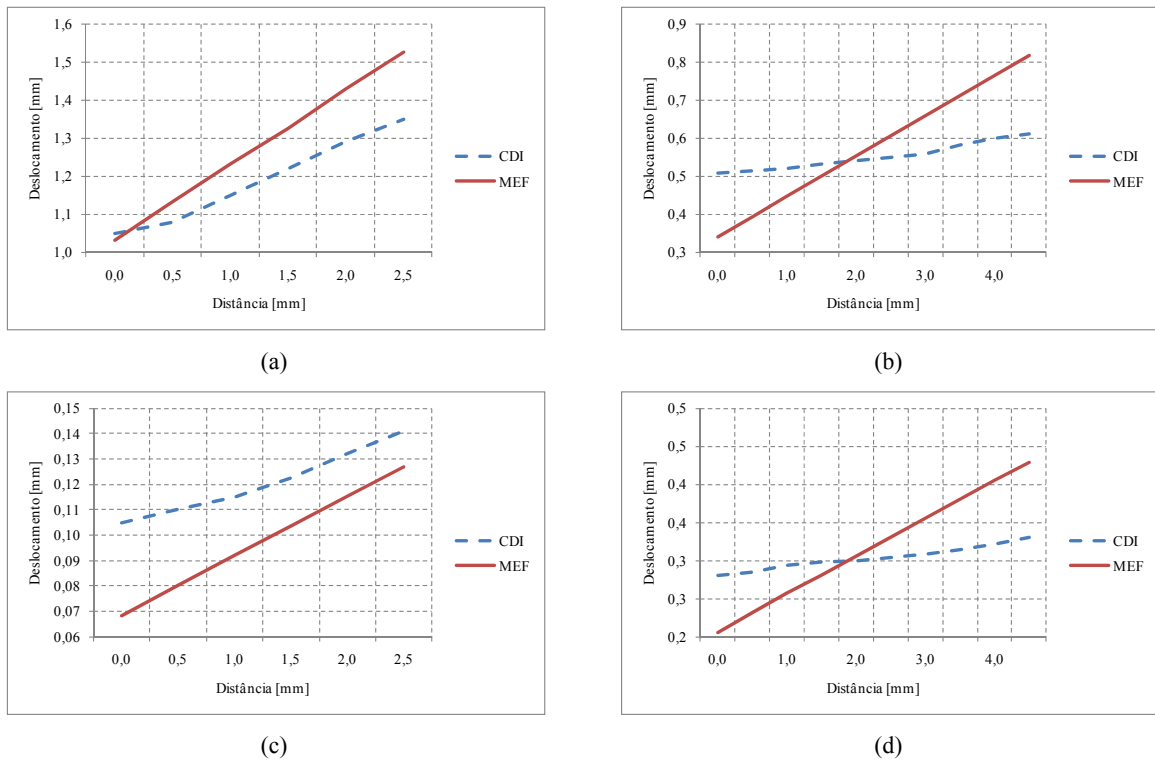 1,6
1,5
1,4
1,3
1,2
1,1
1,0
Deslocamento [mm]
0,0 0,5 1,0 1,5 2,0 2,5
Distância [mm]
CDI
MEF
(a)
0,9
0,8
0,7
0,6
0,5
0,4
0,3
Deslocamento [mm]
0,0 1,0 2,0 3,0 4,0
Distância [mm]
CDI
MEF
(b)
0,15
0,14
0,13
0,12
0,11
0,10
0,09
0,08
0,07
0,06
Deslocamento [mm]
0,0 0,5 1,0 1,5 2,0 2,5
Distância [mm]
CDI
MEF
(c)
0,5
0,5
0,4
0,4
0,3
0,3
0,2
Deslocamento [mm]
0,0 1,0 2,0 3,0 4,0
Distância [mm]
CDI
MEF
(d)